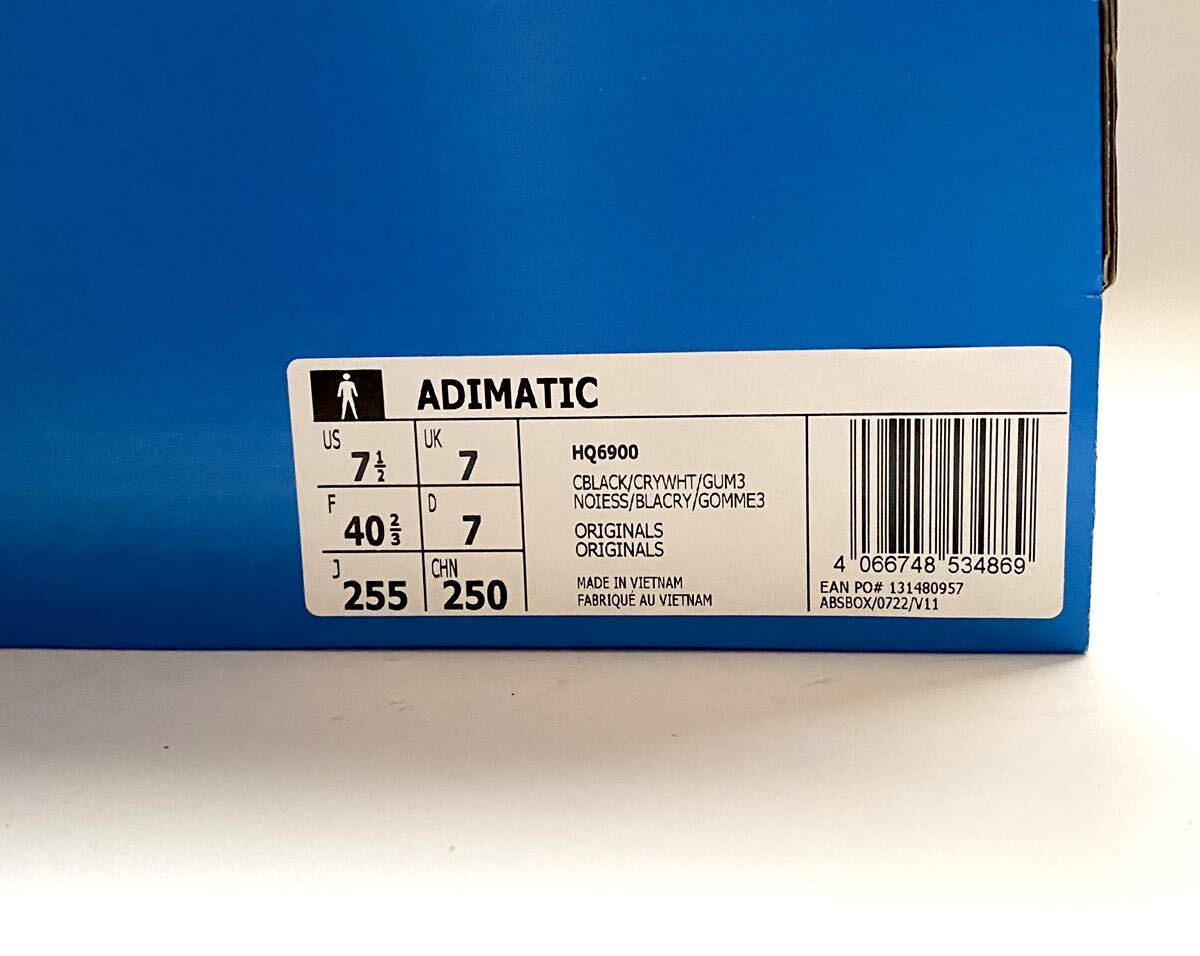 ADIMATIC
US 7 1/2
UK 7
F 40 2/3
D 7
J 255
CHN 250
HQ6900
CBLACK/CRYWHT/GUM3
NOIESS/BLACRY/GOMME3
ORIGINALS
ORIGINALS
MADE IN VIETNAM
FABRIQUÉ AU VIETNAM
4 066748 534869
EAN PO# 131480957
ABSBOX/0722/V11